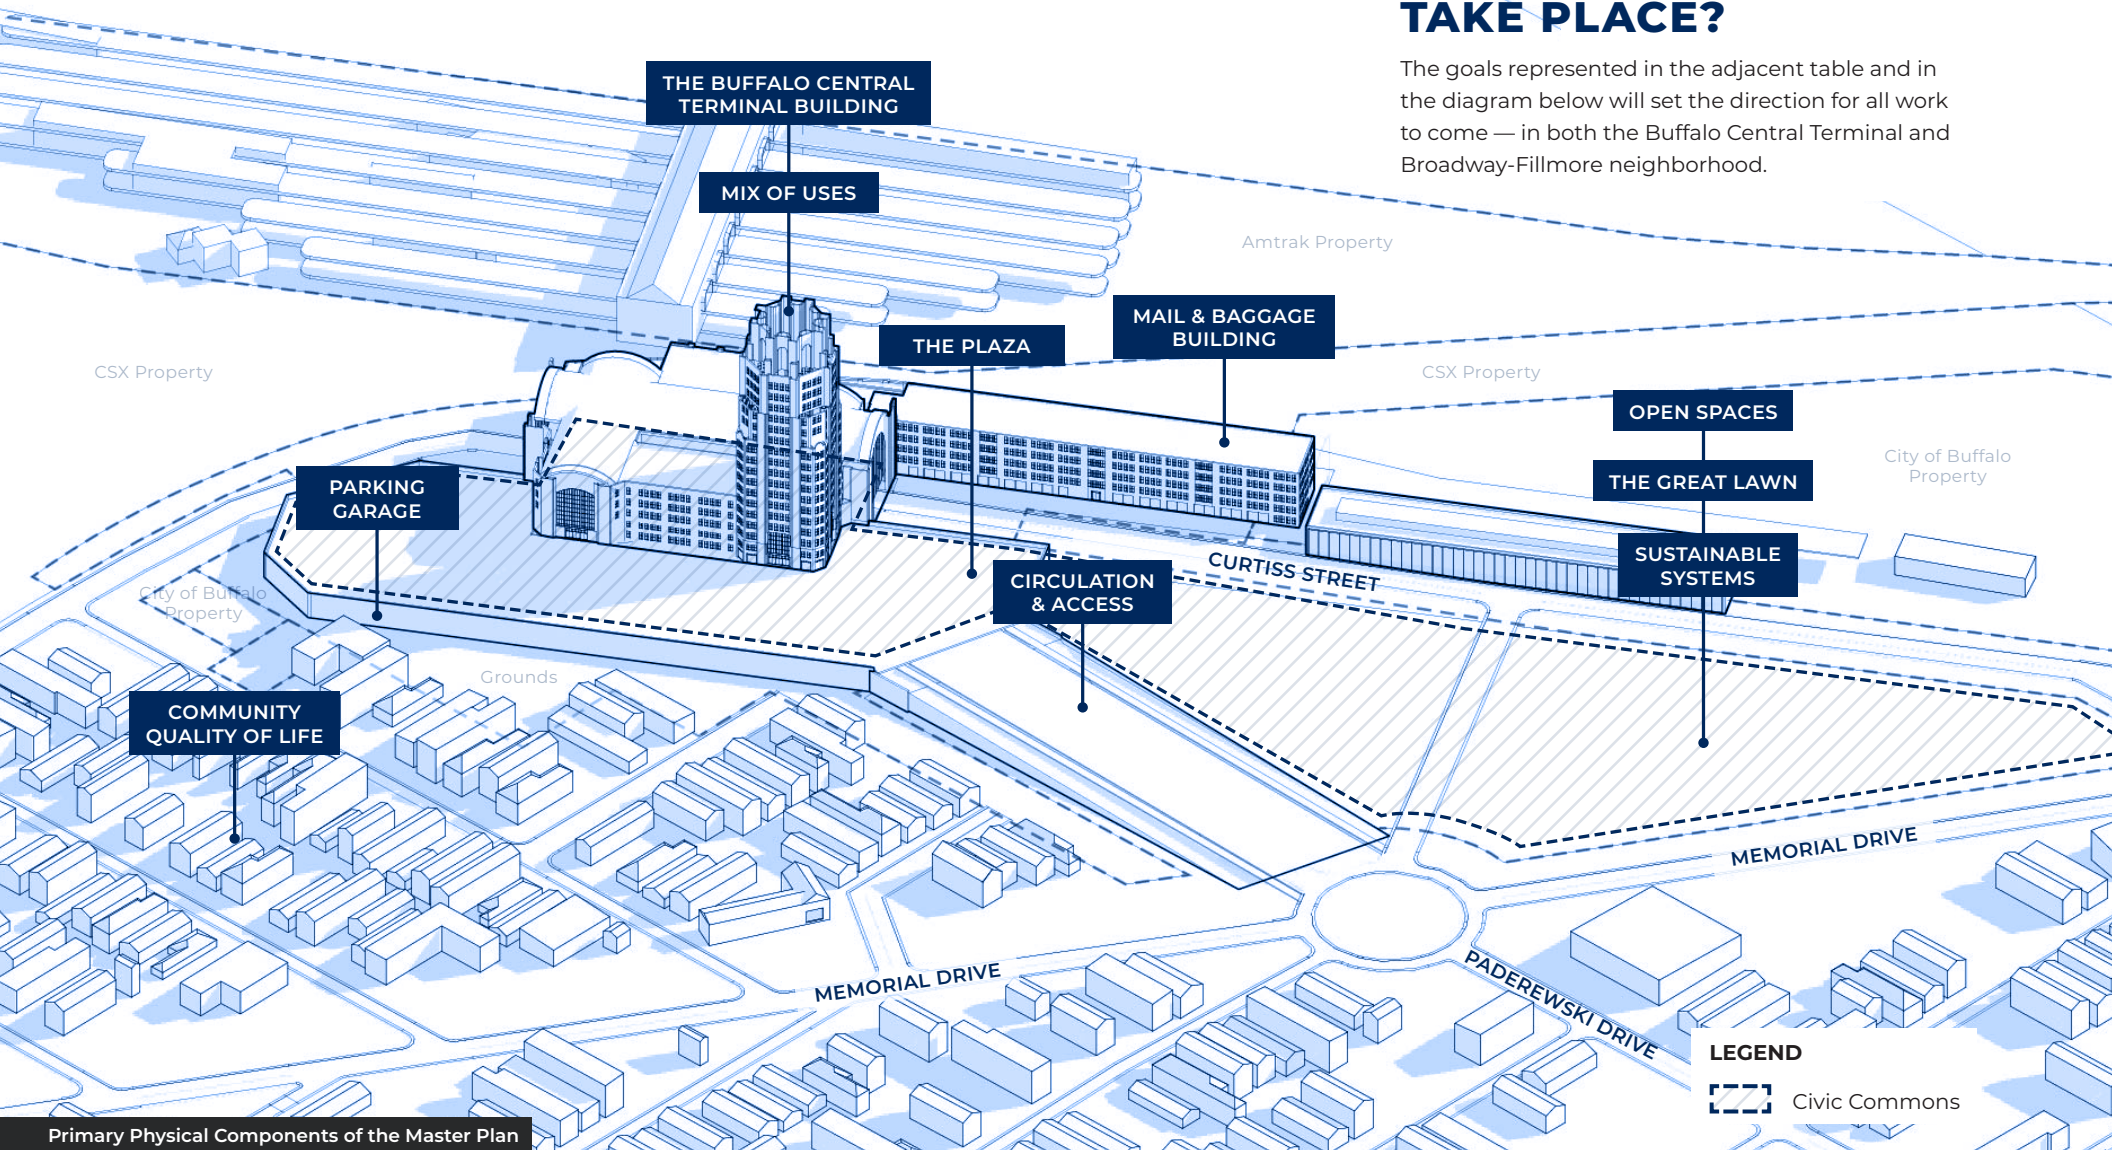 TAKE PLACE?
The goals represented in the adjacent table and in
the diagram below will set the direction for all work
to come — in both the Buffalo Central Terminal and
Broadway-Fillmore neighborhood.
THE BUFFALO CENTRAL
TERMINAL BUILDING
MIX OF USES
Amtrak Property
MAIL & BAGGAGE
BUILDING
THE PLAZA
CSX Property
CSX Property
OPEN SPACES
THE GREAT LAWN
City of Buffalo
Property
PARKING
GARAGE
SUSTAINABLE
SYSTEMS
CURTISS STREET
CIRCULATION
& ACCESS
City of Buffalo
Property
Grounds
COMMUNITY
QUALITY OF LIFE
MEMORIAL DRIVE
MEMORIAL DRIVE
PADEREWSKI DRIVE
LEGEND
Civic Commons
Primary Physical Components of the Master Plan